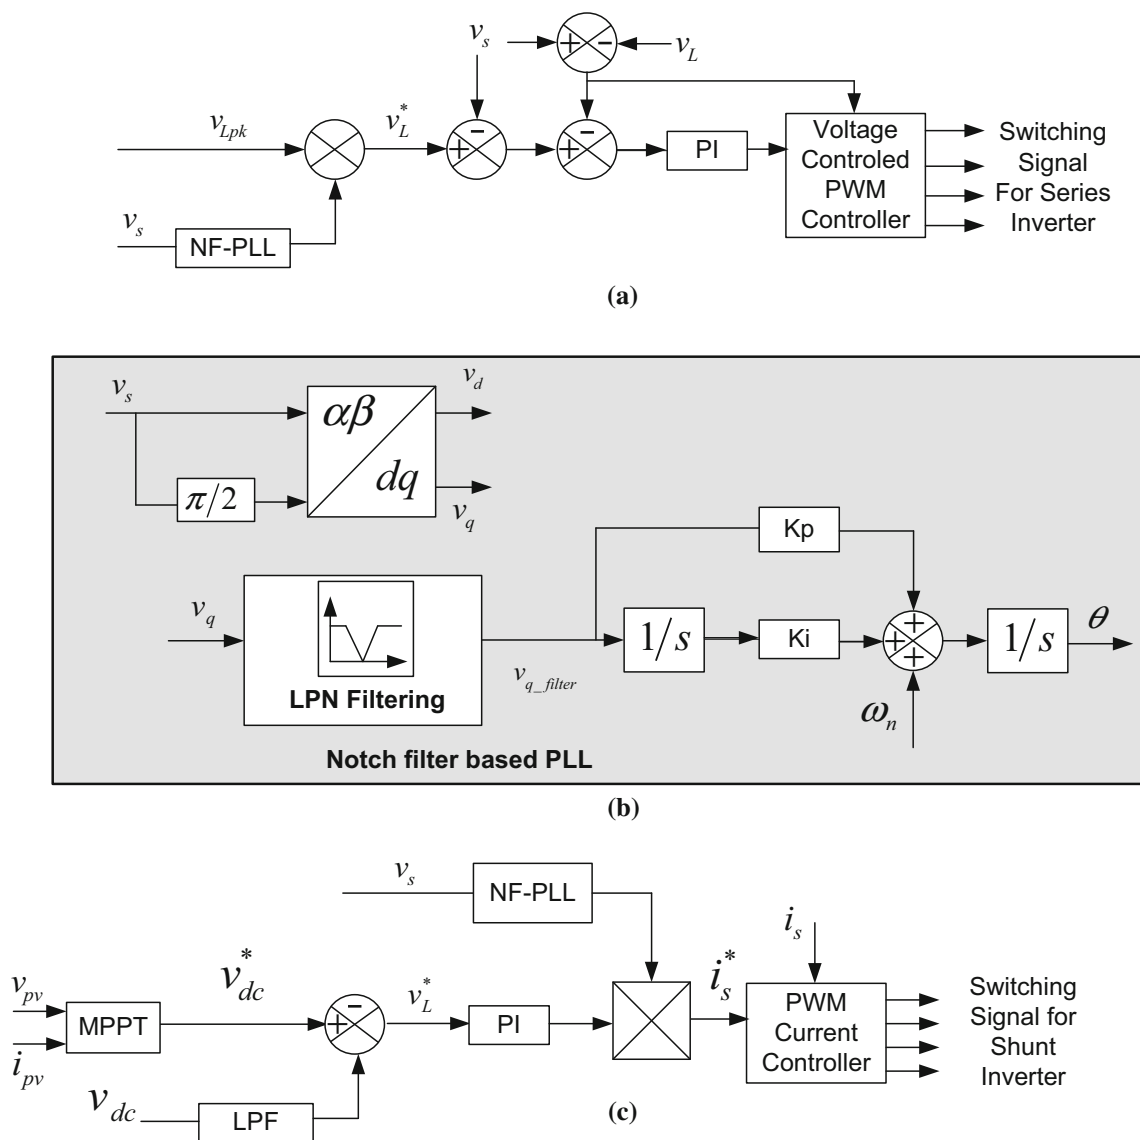 v_s
+ −
v_L
v_Lpk
v_L^*
−
+
−
+
PI
Voltage
Controled
PWM
Controller
Switching
Signal
For Series
Inverter
v_s
NF-PLL
(a)
v_s
αβ
dq
v_d
v_q
π/2
Kp
v_q
LPN Filtering
v_q_filter
1/s
Ki
+
+
+
1/s
θ
ω_n
Notch filter based PLL
(b)
v_s
NF-PLL
i_s
v_pv
i_pv
MPPT
v_dc^*
−
+
v_L^*
PI
i_s^*
PWM
Current
Controller
Switching
Signal for
Shunt
Inverter
v_dc
LPF
(c)